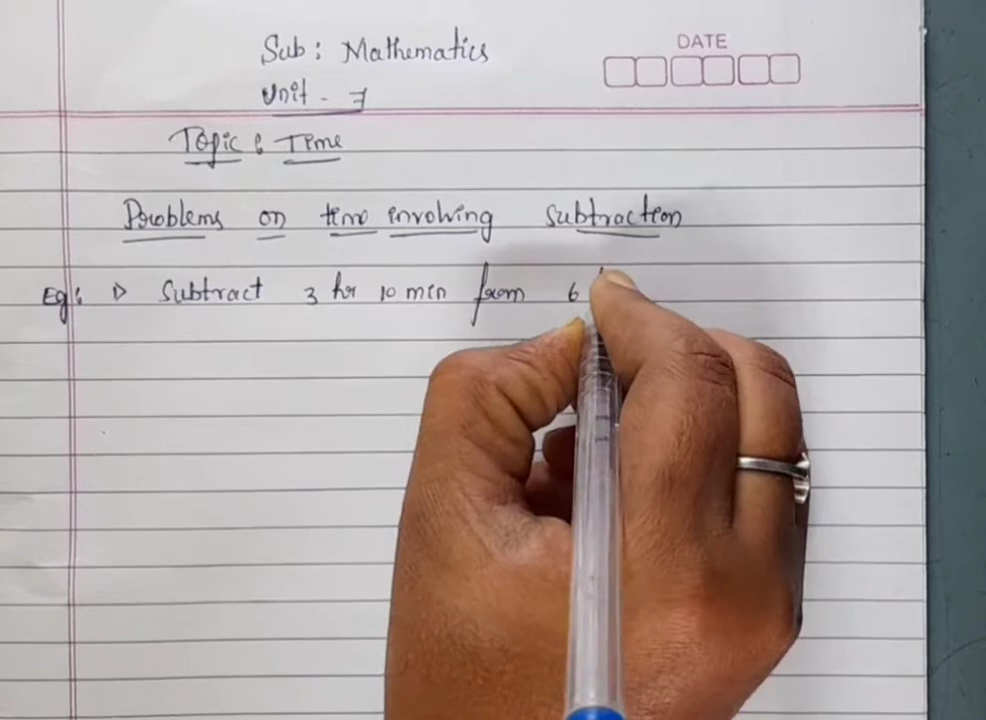 Sub : Mathematics
DATE
Unit - 7
Topic : Time
Problems on time involving subtraction
Eg: 1) Subtract 3 hr 10 min from 6